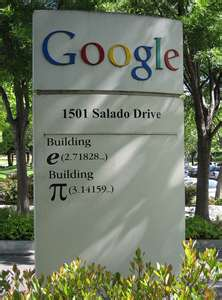 Google
1501 Salado Drive
Building
e (2.71828..)
Building
π (3.14159..)